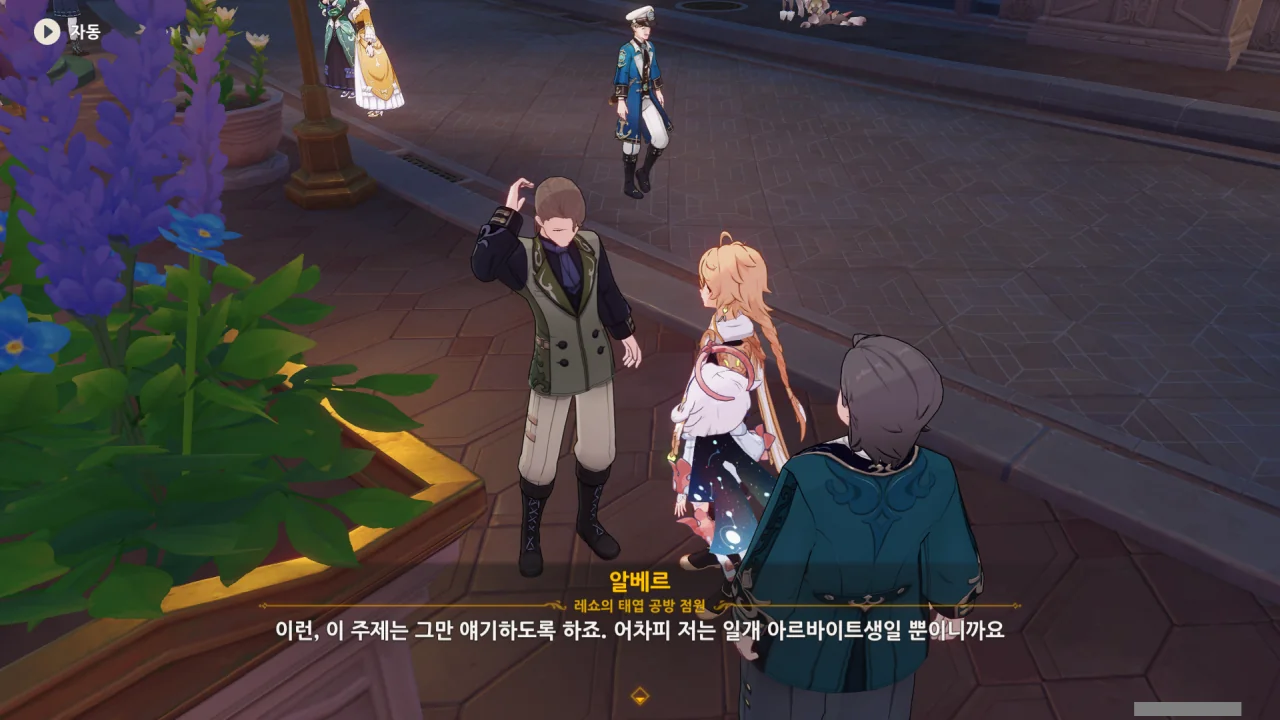 자동
알베르
레쇼의 태엽 공방 점원
이런, 이 주제는 그만 얘기하도록 하죠. 어차피 저는 일개 아르바이트생일 뿐이니까요